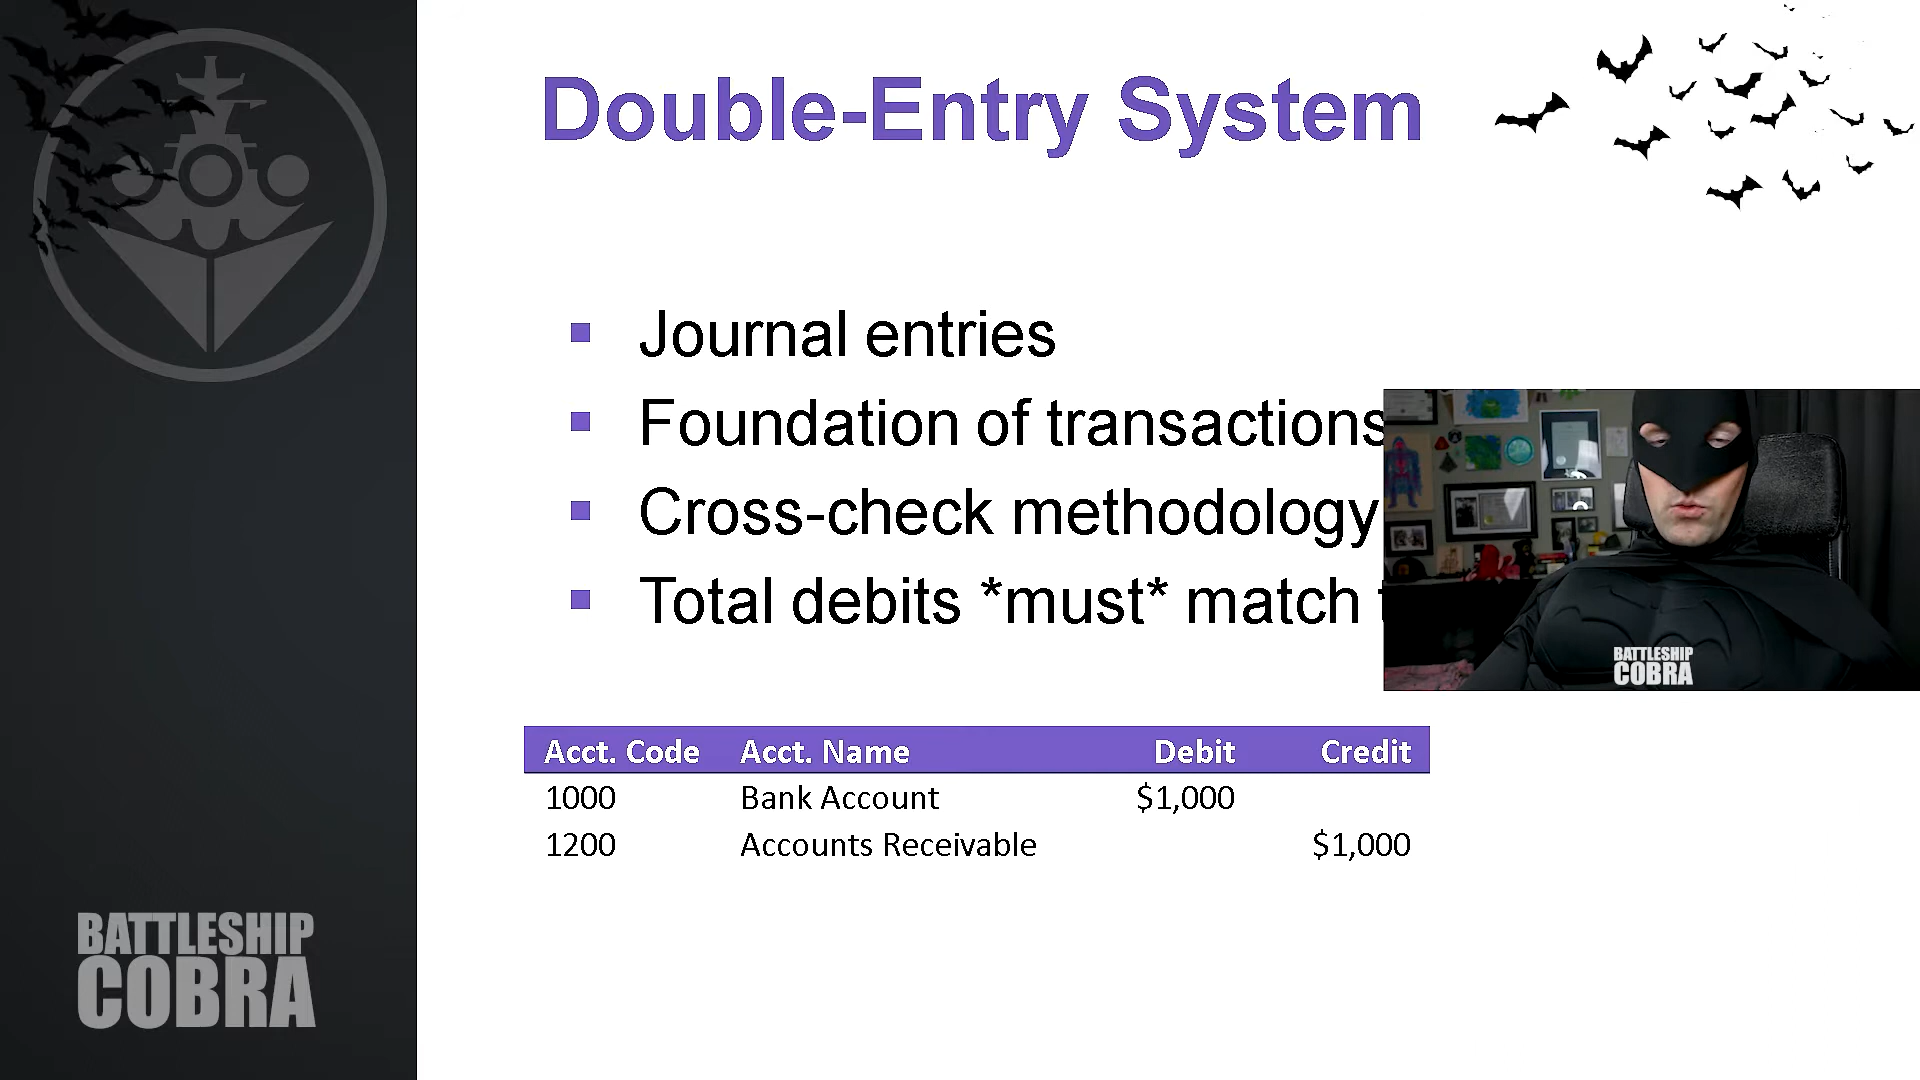 Double-Entry System
Journal entries
Foundation of transactions
Cross-check methodology
Total debits *must* match
BATTLESHIP
COBRA
Acct. Code Acct. Name Debit Credit
1000 Bank Account $1,000
1200 Accounts Receivable $1,000
BATTLESHIP
COBRA